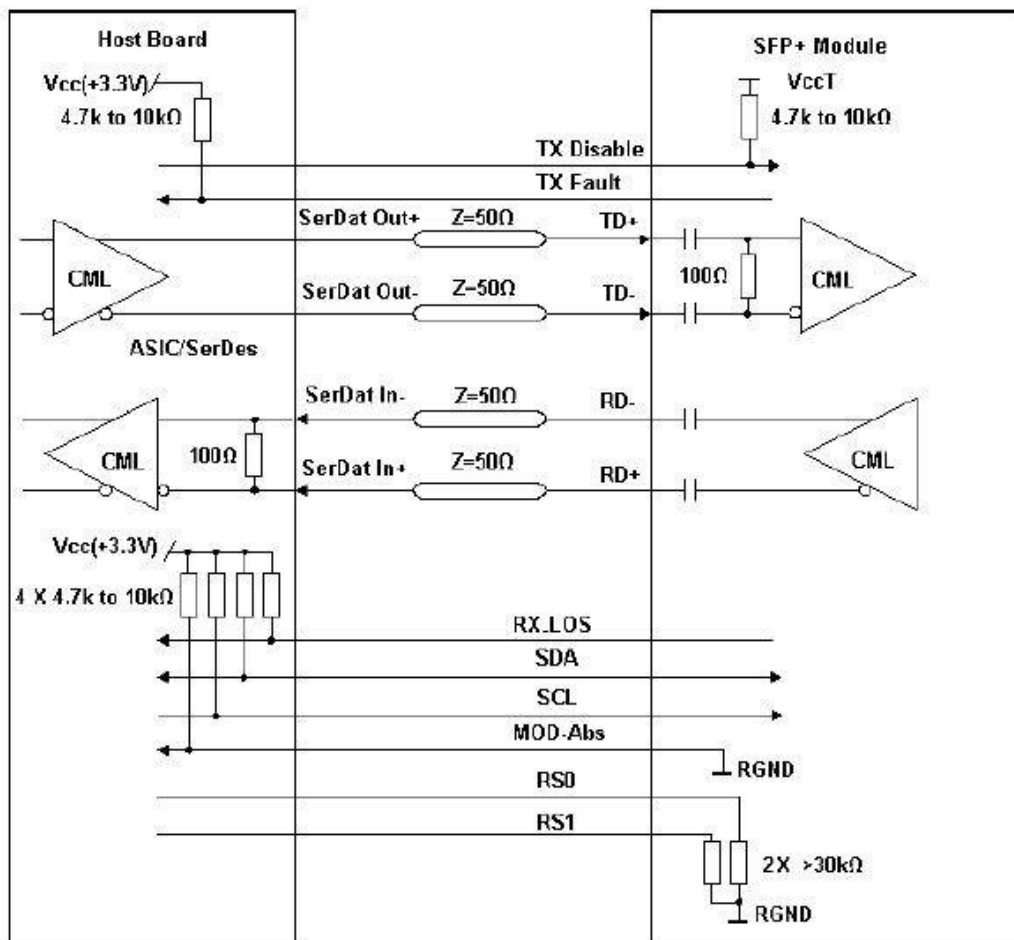 Host Board
SFP+ Module
Vcc(+3.3V)
4.7k to 10kΩ
VccT
4.7k to 10kΩ
TX Disable
TX Fault
SerDat Out+
Z=50Ω
TD+
CML
100Ω
CML
SerDat Out-
Z=50Ω
TD-
ASIC/SerDes
SerDat In-
Z=50Ω
RD-
CML
100Ω
CML
SerDat In+
Z=50Ω
RD+
Vcc(+3.3V)
4 X 4.7k to 10kΩ
RX_LOS
SDA
SCL
MOD-Abs
RGND
RS0
RS1
2X >30kΩ
RGND